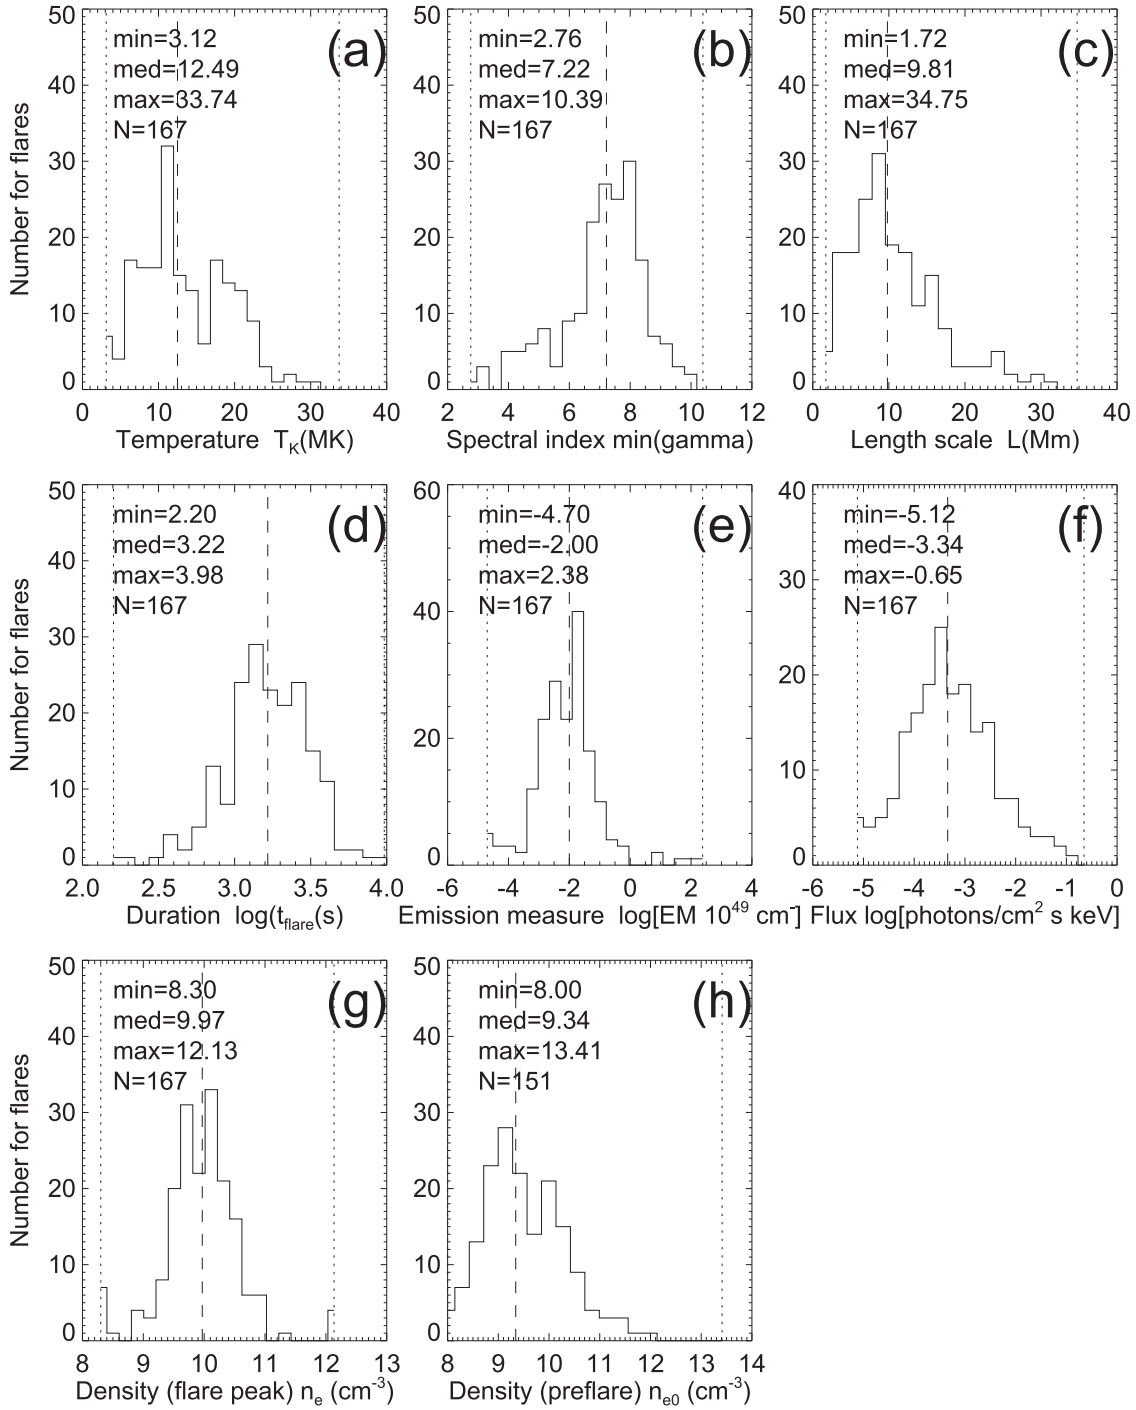 50
40
30
20
10
0
Number for flares
min=3.12
med=12.49
max=33.74
N=167
(a)
0 10 20 30 40
Temperature T_K(MK)
50
40
30
20
10
0
min=2.76
med=7.22
max=10.39
N=167
(b)
2 4 6 8 10 12
Spectral index min(gamma)
50
40
30
20
10
0
min=1.72
med=9.81
max=34.75
N=167
(c)
0 10 20 30 40
Length scale L(Mm)
50
40
30
20
10
0
Number for flares
min=2.20
med=3.22
max=3.98
N=167
(d)
2.0 2.5 3.0 3.5 4.0
Duration log(t_flare(s)
60
40
20
0
min=-4.70
med=-2.00
max=2.38
N=167
(e)
-6 -4 -2 0 2 4
Emission measure log[EM 10^49 cm^-]
40
30
20
10
0
min=-5.12
med=-3.34
max=-0.65
N=167
(f)
-6 -5 -4 -3 -2 -1 0
Flux log[photons/cm^2 s keV]
50
40
30
20
10
0
Number for flares
min=8.30
med=9.97
max=12.13
N=167
(g)
8 9 10 11 12 13
Density (flare peak) n_e (cm^-3)
50
40
30
20
10
0
min=8.00
med=9.34
max=13.41
N=151
(h)
8 9 10 11 12 13 14
Density (preflare) n_e0 (cm^-3)